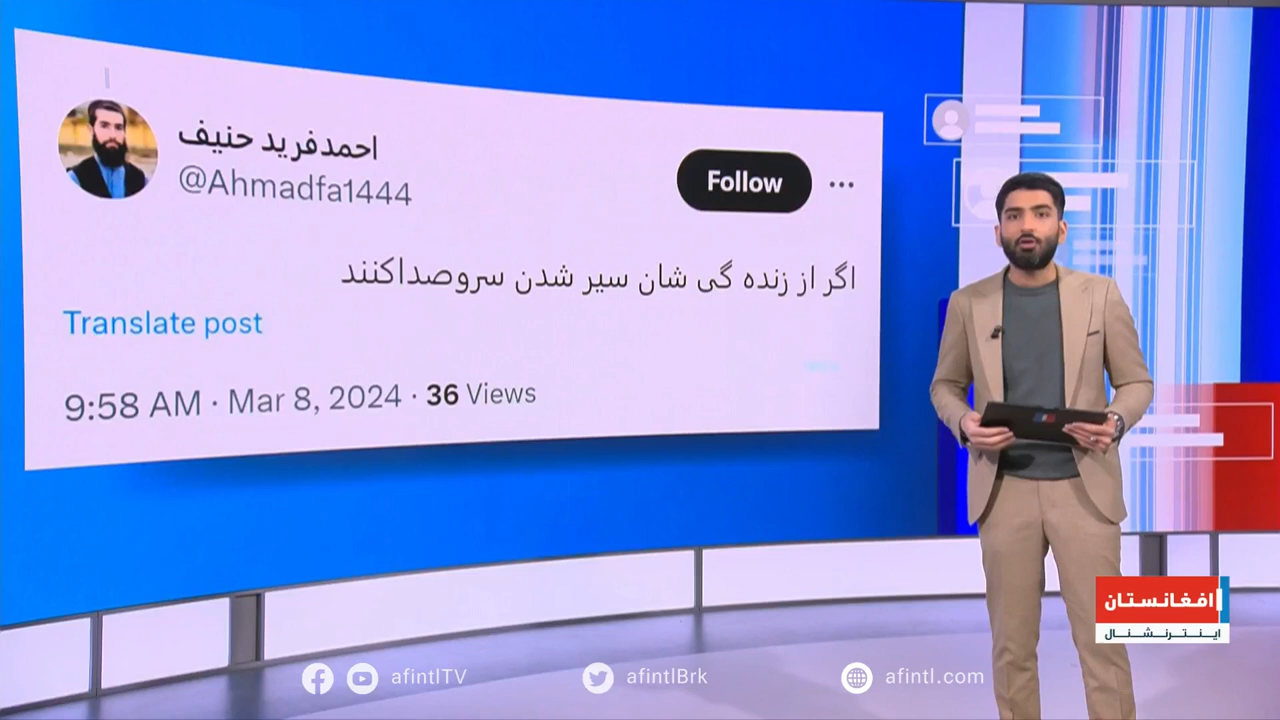 احمدفرید حنیف
@Ahmadfa1444
Follow
اگر از زنده گی شان سیر شدن سروصداکنند
Translate post
9:58 AM · Mar 8, 2024 · 36 Views
افغانستان
اینترنشنال
afintlTV
afintlBrk
afintl.com